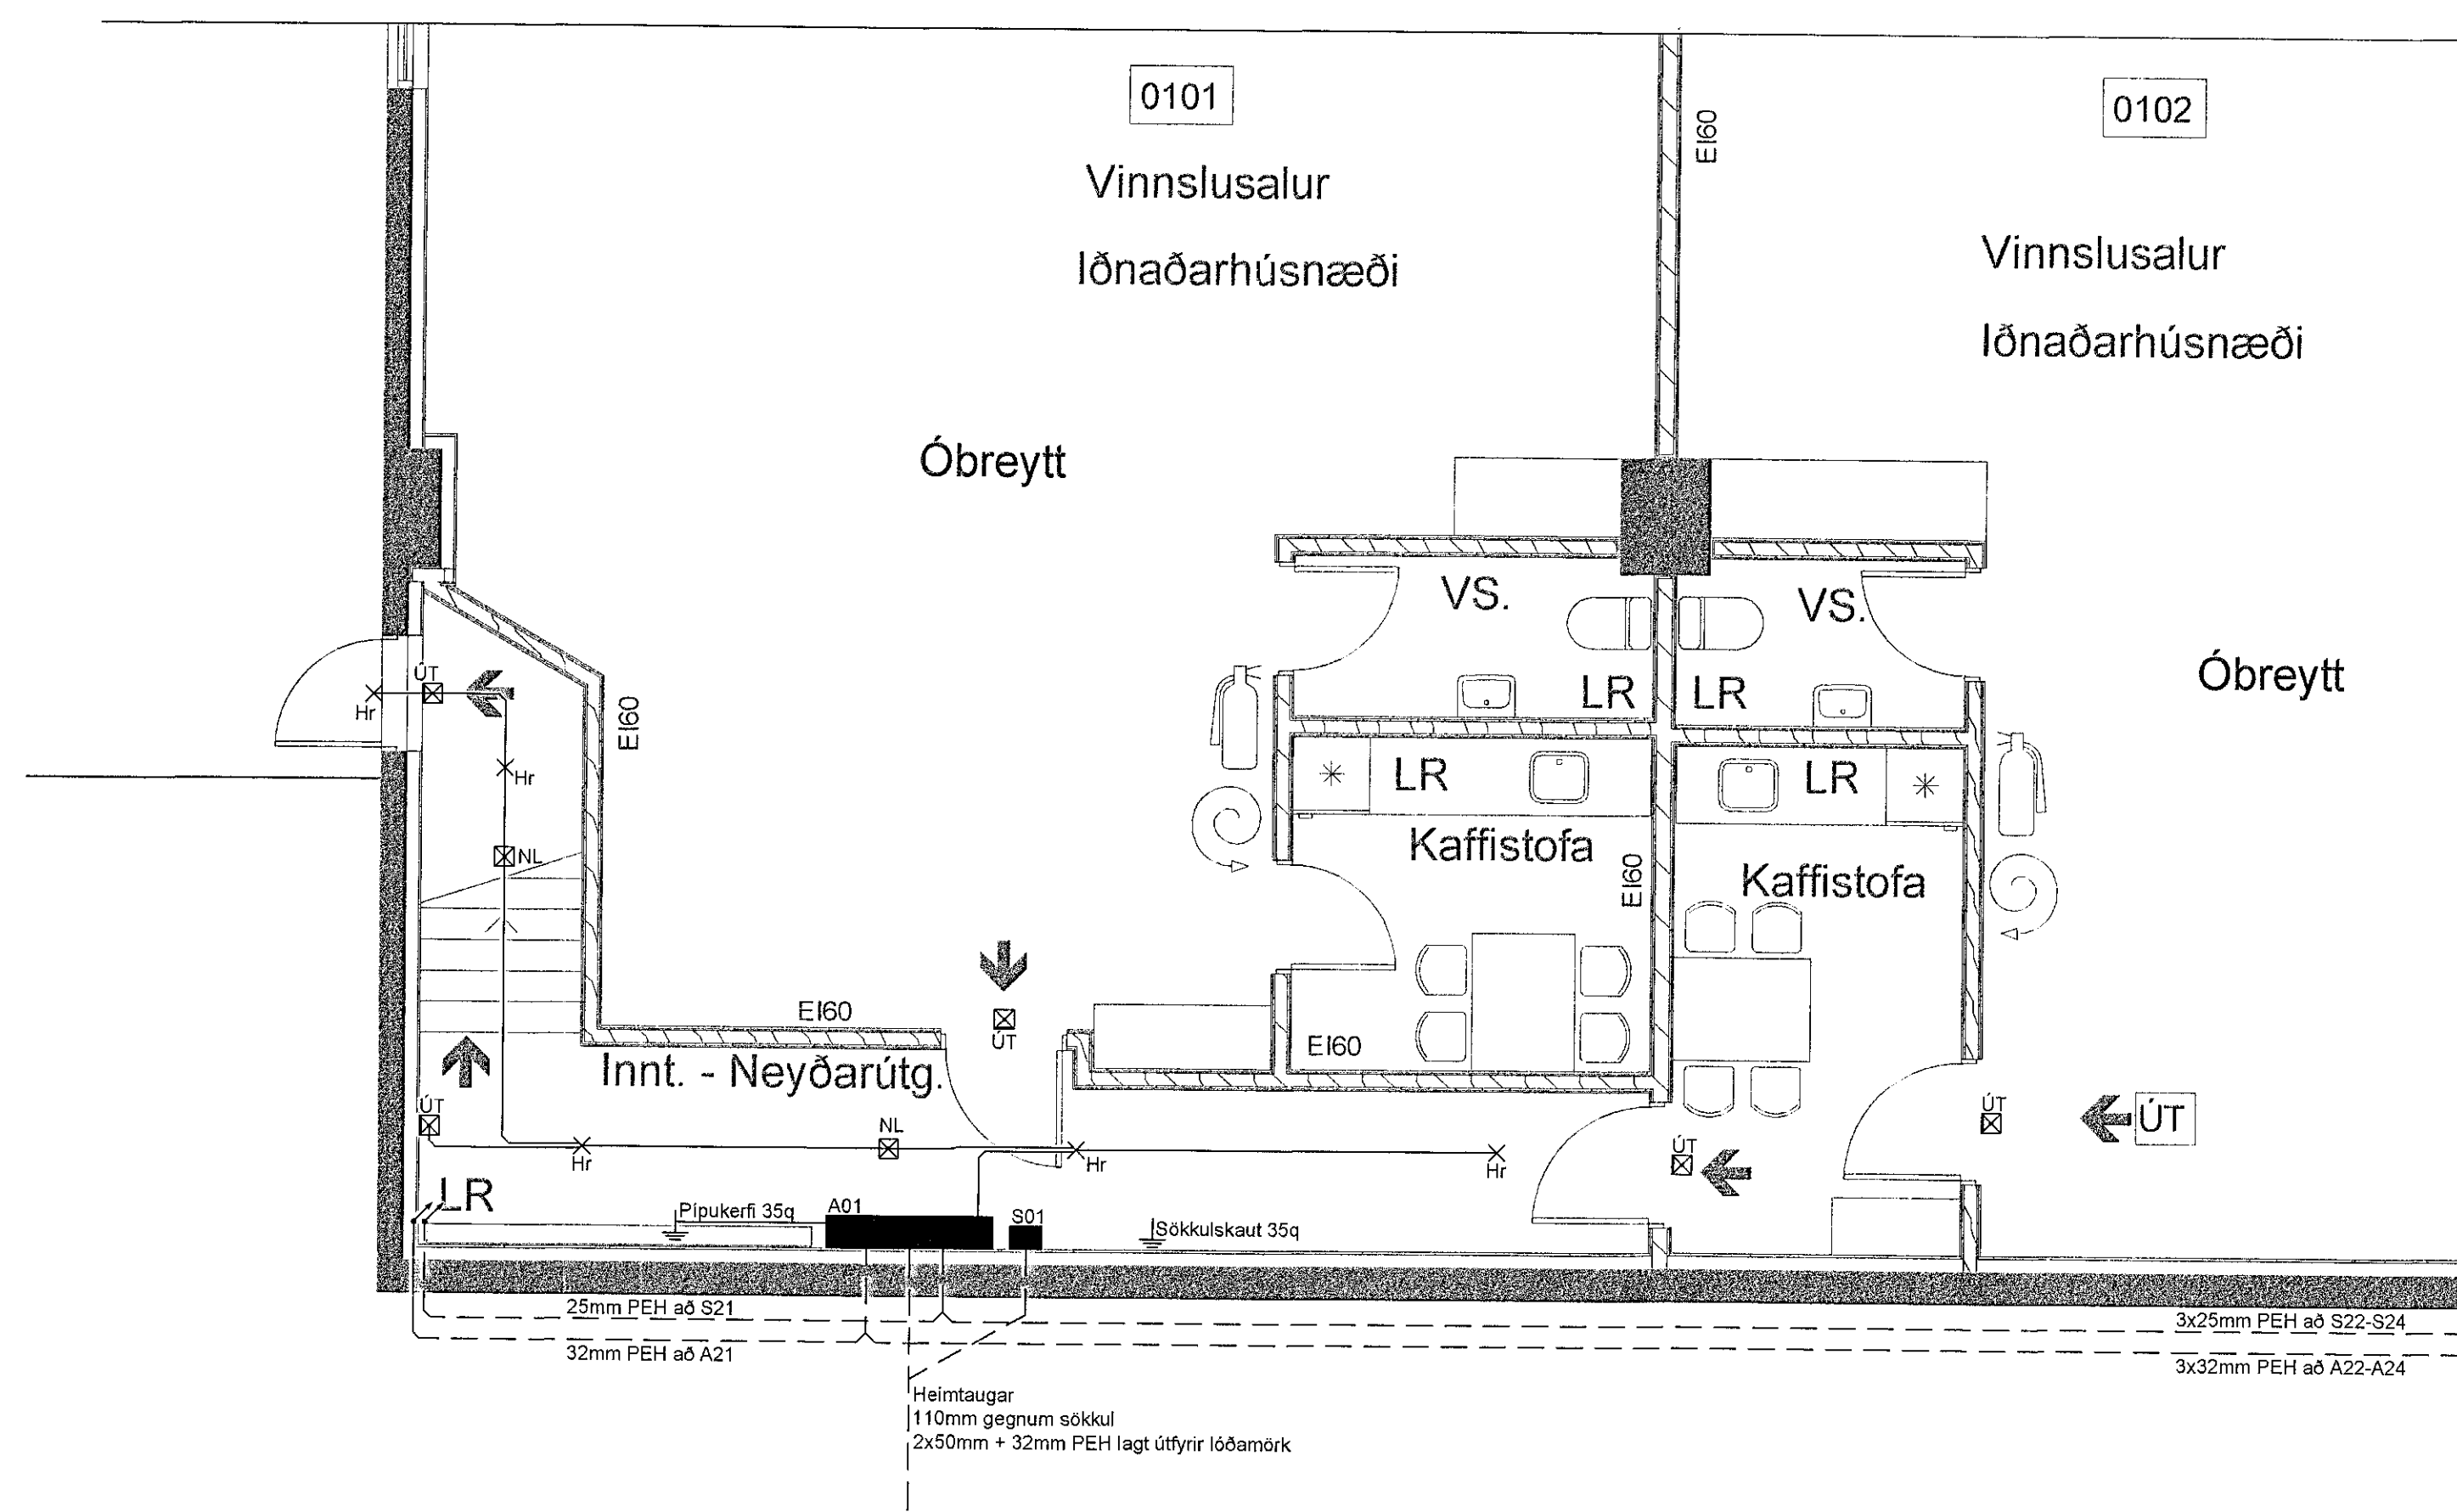 0101
0102
EI60
Vinnslusalur
Iðnaðarhúsnæði
Vinnslusalur
Iðnaðarhúsnæði
Óbreytt
VS.
VS.
ÚT
Hr
EI60
LR
LR
Óbreytt
Hr
LR
LR
NL
Kaffistofa
EI60
Kaffistofa
EI60
ÚT
EI60
Innt. - Neyðarútg.
ÚT
NL
ÚT
ÚT
ÚT
Hr
Hr
Hr
LR
Pípukerfi 35q
A01
S01
Sökkulskaut 35q
25mm PEH að S21
3x25mm PEH að S22-S24
32mm PEH að A21
3x32mm PEH að A22-A24
Heimtaugar
110mm gegnum sökkul
2x50mm + 32mm PEH lagt útfyrir lóðamörk